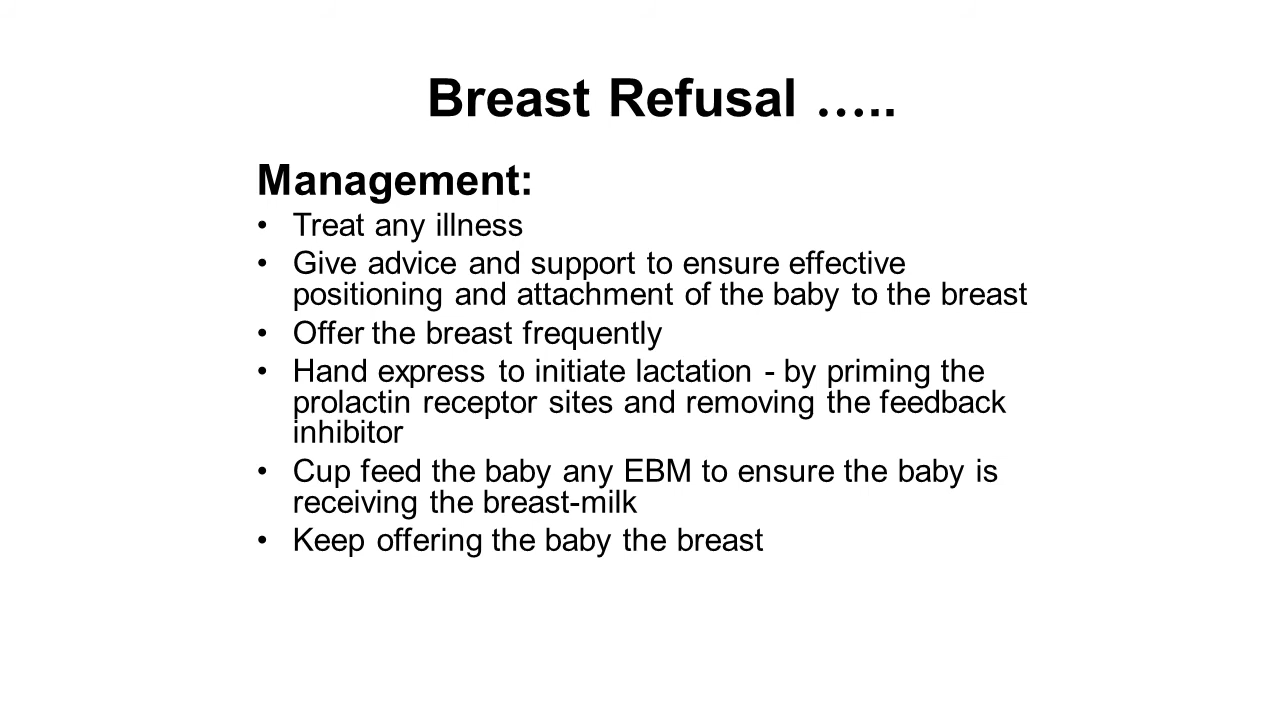 Breast Refusal …..
Management:
• Treat any illness
• Give advice and support to ensure effective
positioning and attachment of the baby to the breast
• Offer the breast frequently
• Hand express to initiate lactation - by priming the
prolactin receptor sites and removing the feedback
inhibitor
• Cup feed the baby any EBM to ensure the baby is
receiving the breast-milk
• Keep offering the baby the breast